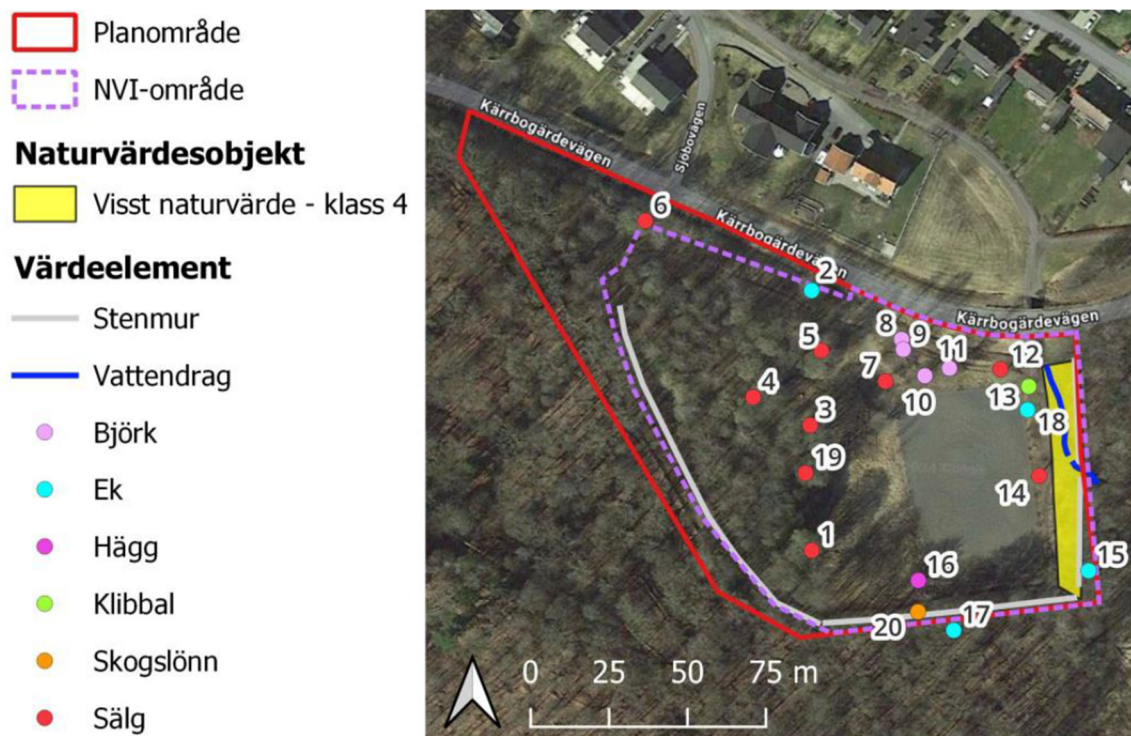 Planområde
NVI-område
Naturvärdesobjekt
Visst naturvärde - klass 4
Värdeelement
Stenmur
Vattendrag
Björk
Ek
Hägg
Klibbal
Skogslönn
Sälg
Kärrbogärdevägen
Sjöbovägen
6
Kärrbogärdevägen
2
Kärrbogärdevägen
8
9
5
11
12
7
4
10
13
3
18
19
14
1
15
16
20
17
0 25 50 75 m